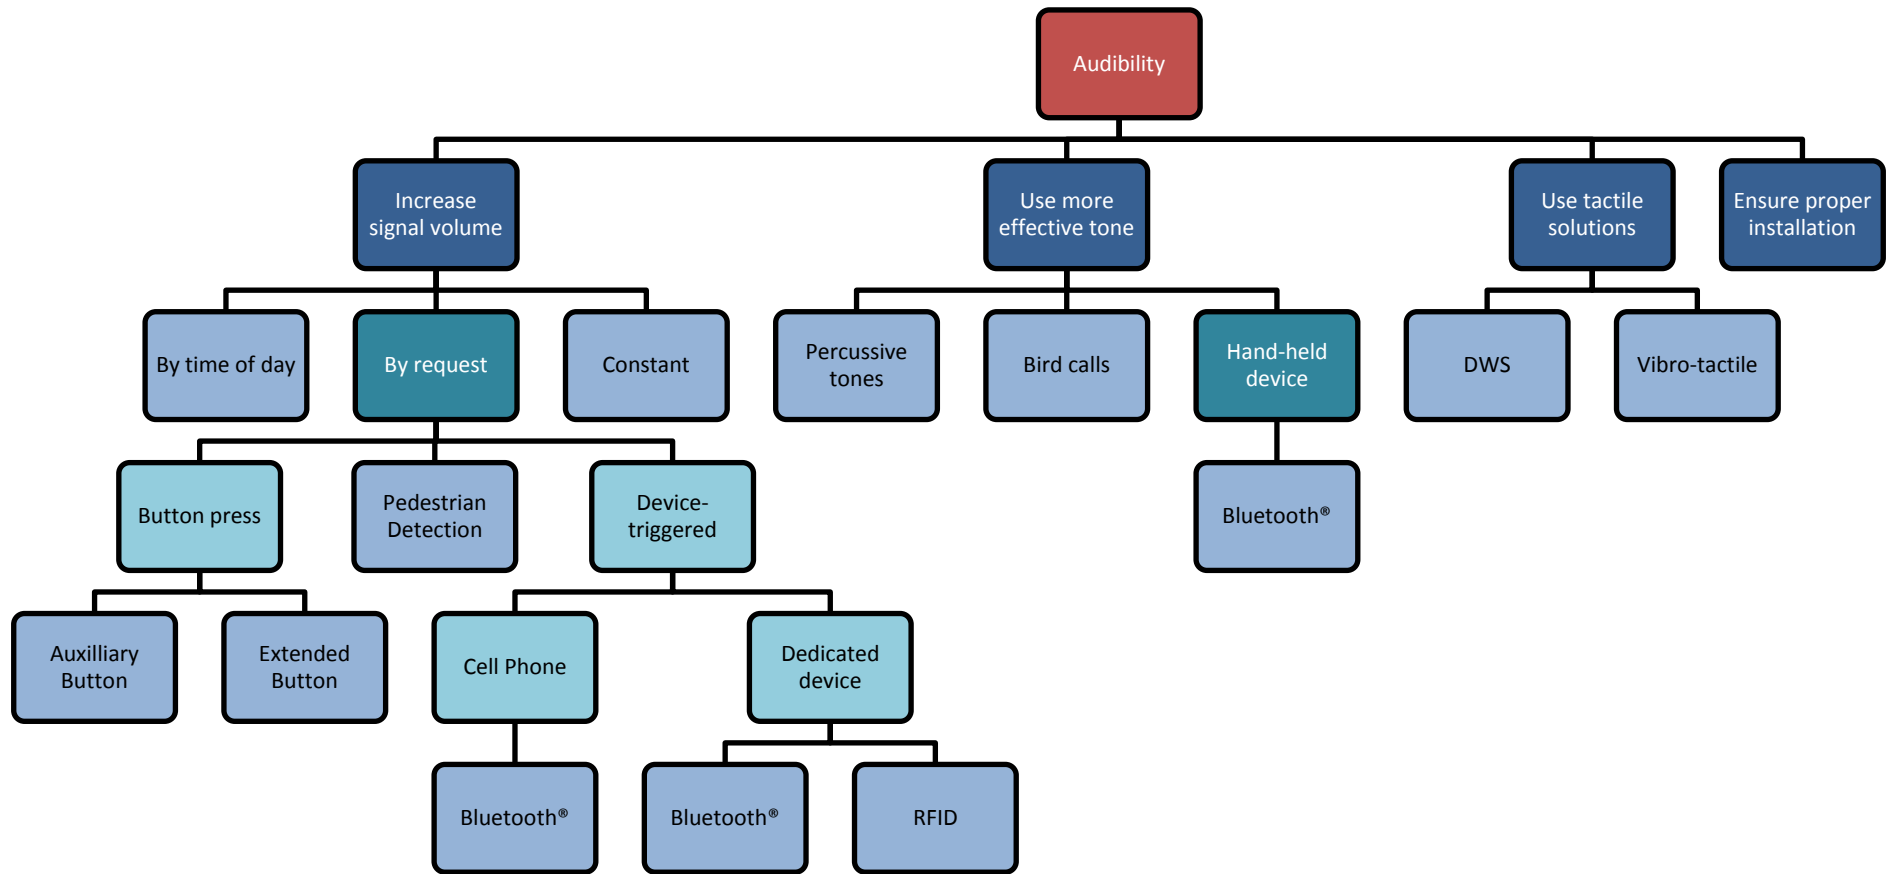 Audibility
Increase
signal volume
Use more
effective tone
Use tactile
solutions
Ensure proper
installation
By time of day
By request
Constant
Percussive
tones
Bird calls
Hand-held
device
DWS
Vibro-tactile
Button press
Pedestrian
Detection
Device-
triggered
Bluetooth®
Auxilliary
Button
Extended
Button
Cell Phone
Dedicated
device
Bluetooth®
Bluetooth®
RFID